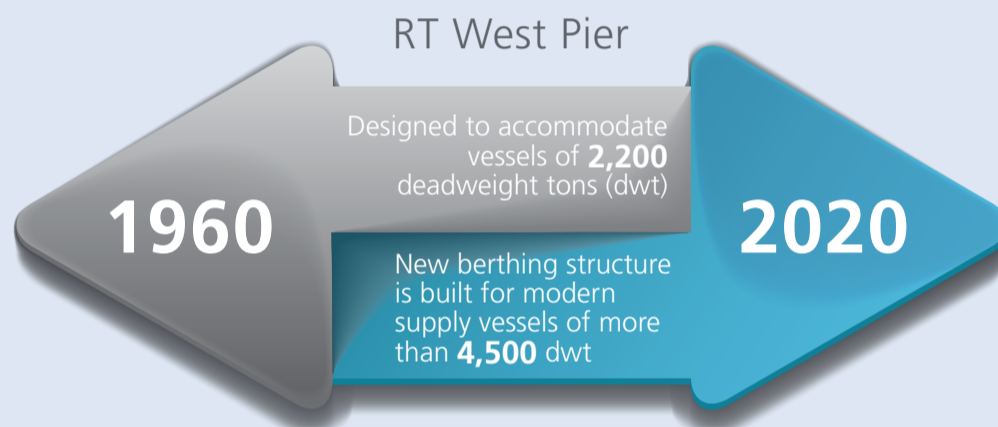 RT West Pier
1960
Designed to accommodate
vessels of 2,200
deadweight tons (dwt)
2020
New berthing structure
is built for modern
supply vessels of more
than 4,500 dwt